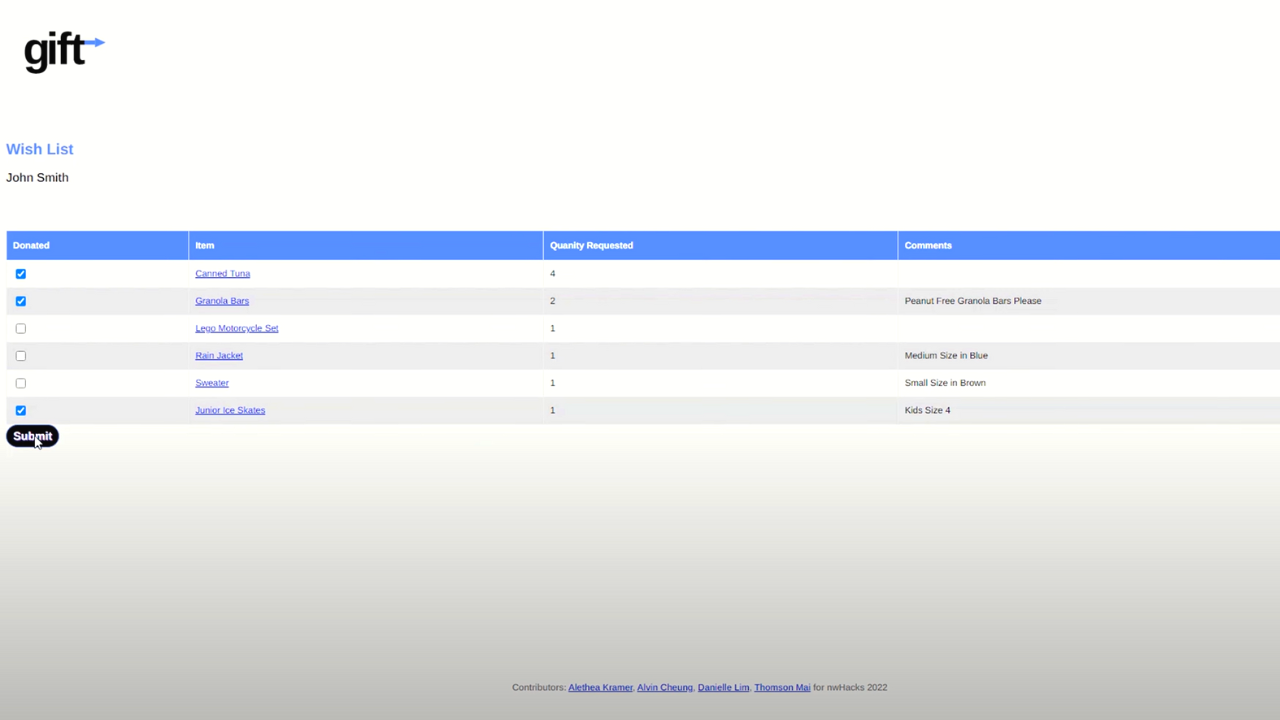 gift
Wish List
John Smith
Donated Item Quanity Requested Comments
Canned Tuna 4
Granola Bars 2 Peanut Free Granola Bars Please
Lego Motorcycle Set 1
Rain Jacket 1 Medium Size in Blue
Sweater 1 Small Size in Brown
Junior Ice Skates 1 Kids Size 4
Submit
Contributors: Alethea Kramer, Alvin Cheung, Danielle Lim, Thomson Mai for nwHacks 2022